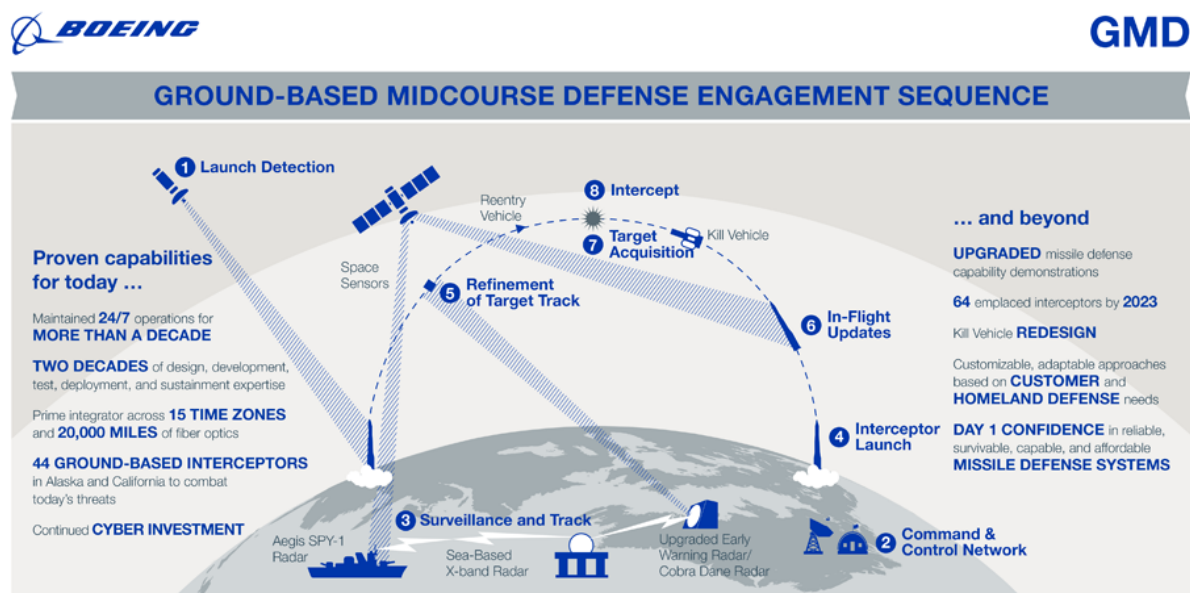 BOEING
GMD
GROUND-BASED MIDCOURSE DEFENSE ENGAGEMENT SEQUENCE
1 Launch Detection
Proven capabilities
for today ...
Maintained 24/7 operations for
MORE THAN A DECADE
TWO DECADES of design, development,
test, deployment, and sustainment expertise
Prime integrator across 15 TIME ZONES
and 20,000 MILES of fiber optics
44 GROUND-BASED INTERCEPTORS
in Alaska and California to combat
today's threats
Continued CYBER INVESTMENT
Space
Sensors
Reentry
Vehicle
8 Intercept
7 Target
Acquisition
Kill Vehicle
5 Refinement
of Target Track
6 In-Flight
Updates
4 Interceptor
Launch
3 Surveillance and Track
Aegis SPY-1
Radar
Sea-Based
X-band Radar
Upgraded Early
Warning Radar/
Cobra Dane Radar
2 Command &
Control Network
... and beyond
UPGRADED missile defense
capability demonstrations
64 emplaced interceptors by 2023
Kill Vehicle REDESIGN
Customizable, adaptable approaches
based on CUSTOMER and
HOMELAND DEFENSE needs
DAY 1 CONFIDENCE in reliable,
survivable, capable, and affordable
MISSILE DEFENSE SYSTEMS